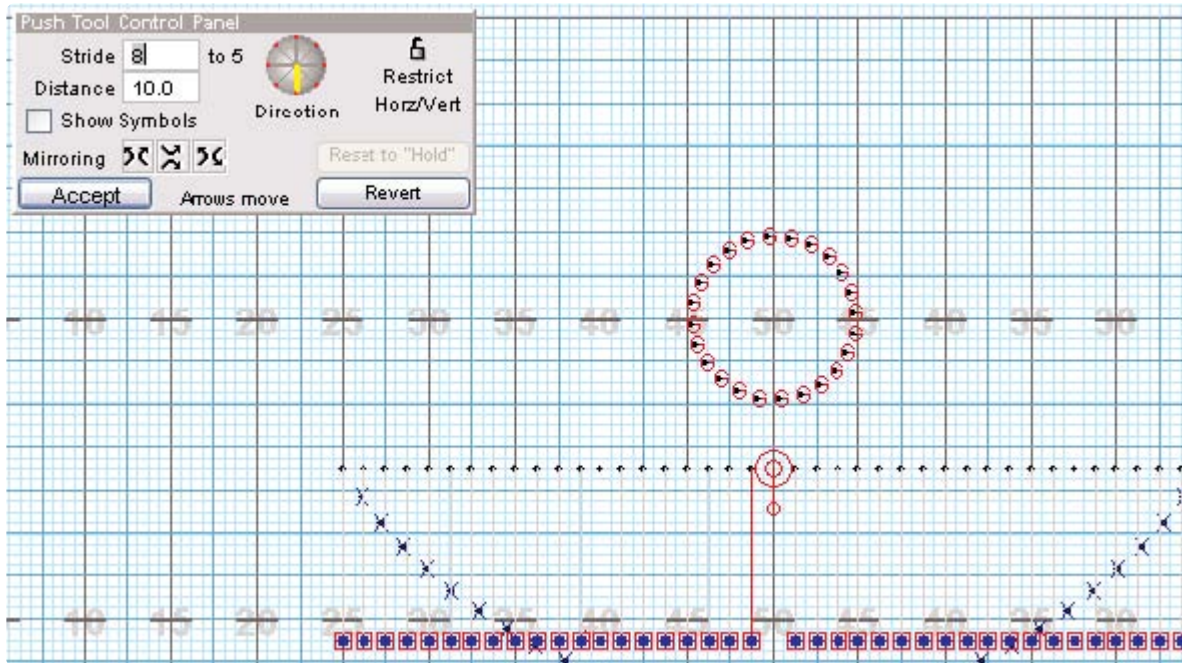 Push Tool Control Panel
Stride 8 to 5
Distance 10.0
Direction
Restrict
Horz/Vert
Show Symbols
Mirroring
Reset to "Hold"
Accept
Arrows move
Revert
10 15 20 25 30 35 40 45 50 45 40 35 30
10 15 20 25 30 35 40 45 50 45 40 35 30